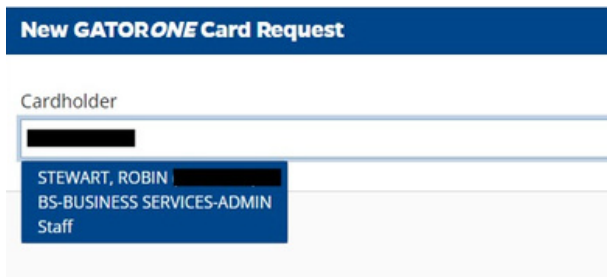 New GATORONE Card Request
Cardholder
STEWART, ROBIN
BS-BUSINESS SERVICES-ADMIN
Staff